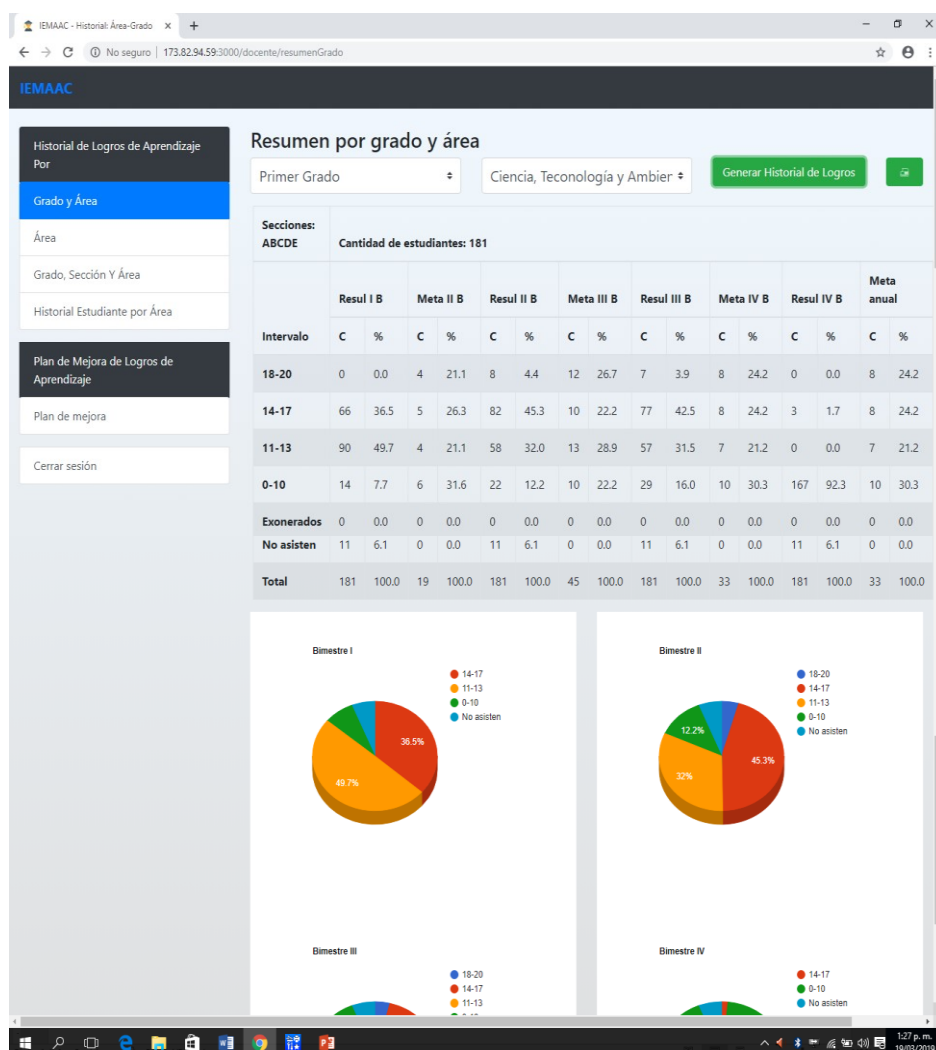 IEMAAC - Historial: Área-Grado
No seguro | 173.82.94.59:3000/docente/resumenGrado
IEMAAC
Historial de Logros de Aprendizaje
Por
Grado y Área
Área
Grado, Sección Y Área
Historial Estudiante por Área
Plan de Mejora de Logros de
Aprendizaje
Plan de mejora
Cerrar sesión
Resumen por grado y área
Primer Grado
Ciencia, Teconología y Ambier
Generar Historial de Logros
Secciones:
ABCDE
Cantidad de estudiantes: 181
Resul I B Meta II B Resul II B Meta III B Resul III B Meta IV B Resul IV B Meta anual
Intervalo C % C % C % C % C % C % C % C %
18-20 0 0.0 4 21.1 8 4.4 12 26.7 7 3.9 8 24.2 0 0.0 8 24.2
14-17 66 36.5 5 26.3 82 45.3 10 22.2 77 42.5 8 24.2 3 1.7 8 24.2
11-13 90 49.7 4 21.1 58 32.0 13 28.9 57 31.5 7 21.2 0 0.0 7 21.2
0-10 14 7.7 6 31.6 22 12.2 10 22.2 29 16.0 10 30.3 167 92.3 10 30.3
Exonerados 0 0.0 0 0.0 0 0.0 0 0.0 0 0.0 0 0.0 0 0.0 0 0.0
No asisten 11 6.1 0 0.0 11 6.1 0 0.0 11 6.1 0 0.0 11 6.1 0 0.0
Total 181 100.0 19 100.0 181 100.0 45 100.0 181 100.0 33 100.0 181 100.0 33 100.0
Bimestre I
14-17
11-13
0-10
No asisten
36.5%
49.7%
Bimestre II
18-20
14-17
11-13
0-10
No asisten
12.2%
45.3%
32%
Bimestre III
18-20
14-17
11-13
Bimestre IV
14-17
0-10
No asisten
1:27 p. m.
19/03/2019